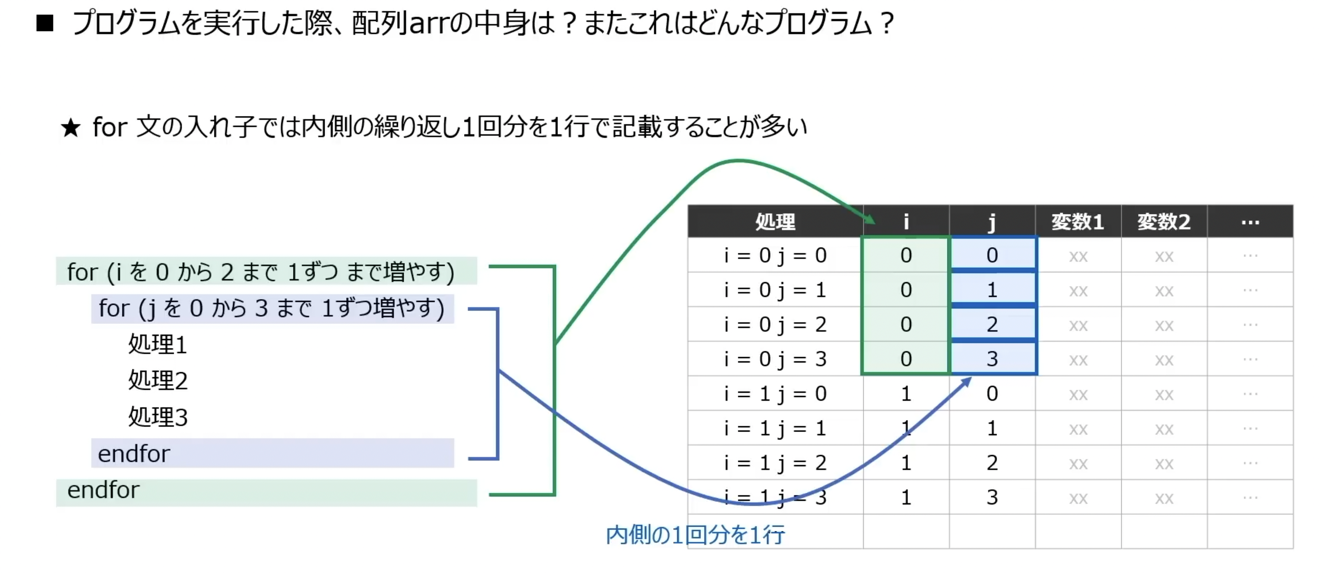 ■ プログラムを実行した際、配列arrの中身は？またこれはどんなプログラム？
★ for 文の入れ子では内側の繰り返し1回分を1行で記載することが多い
for (i を 0 から 2 まで 1ずつ まで増やす)
for (j を 0 から 3 まで 1ずつ増やす)
処理1
処理2
処理3
endfor
endfor
処理 i j 変数1 変数2 …
i = 0 j = 0 0 0 xx xx …
i = 0 j = 1 0 1 xx xx …
i = 0 j = 2 0 2 xx xx …
i = 0 j = 3 0 3 xx xx …
i = 1 j = 0 1 0 xx xx …
i = 1 j = 1 1 1 xx xx …
i = 1 j = 2 1 2 xx xx …
i = 1 j = 3 1 3 xx xx …
内側の1回分を1行